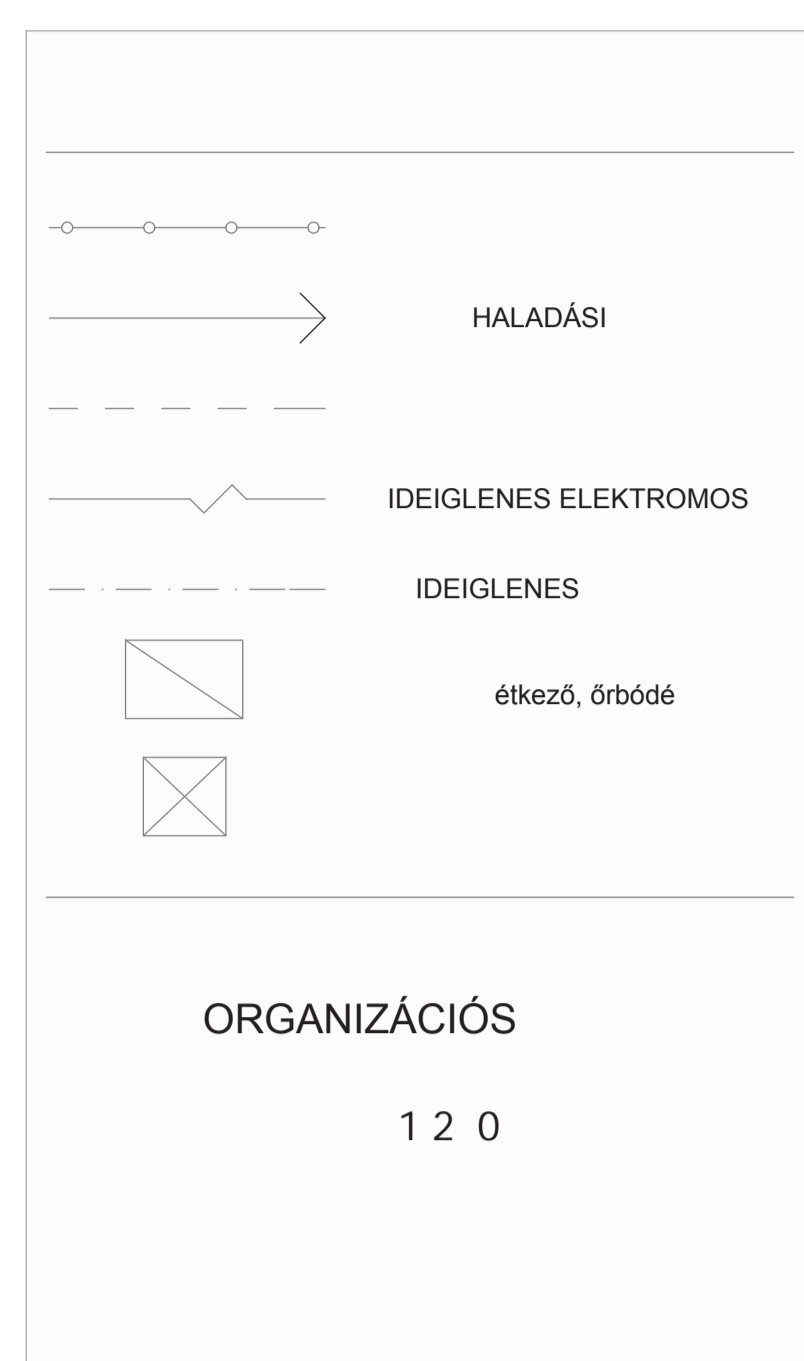 HALADÁSI
IDEIGLENES ELEKTROMOS
IDEIGLENES
étkező, őrbódé
ORGANIZÁCIÓS
1 2 0